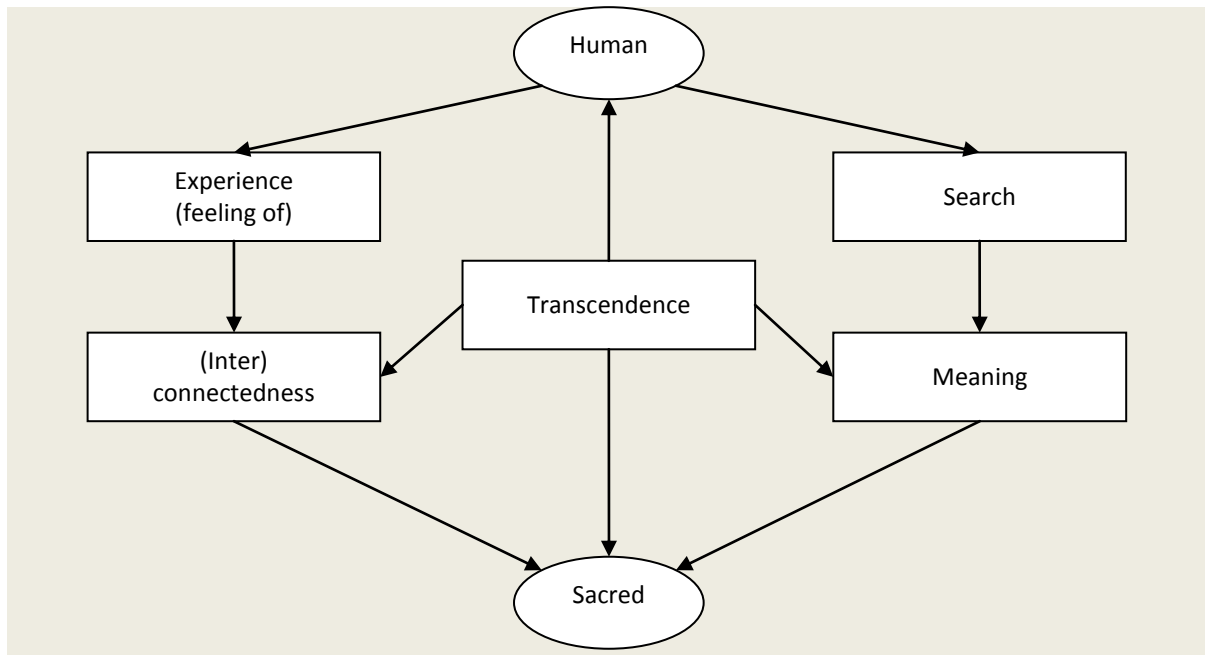 Human
Experience
(feeling of)
Search
Transcendence
(Inter)
connectedness
Meaning
Sacred